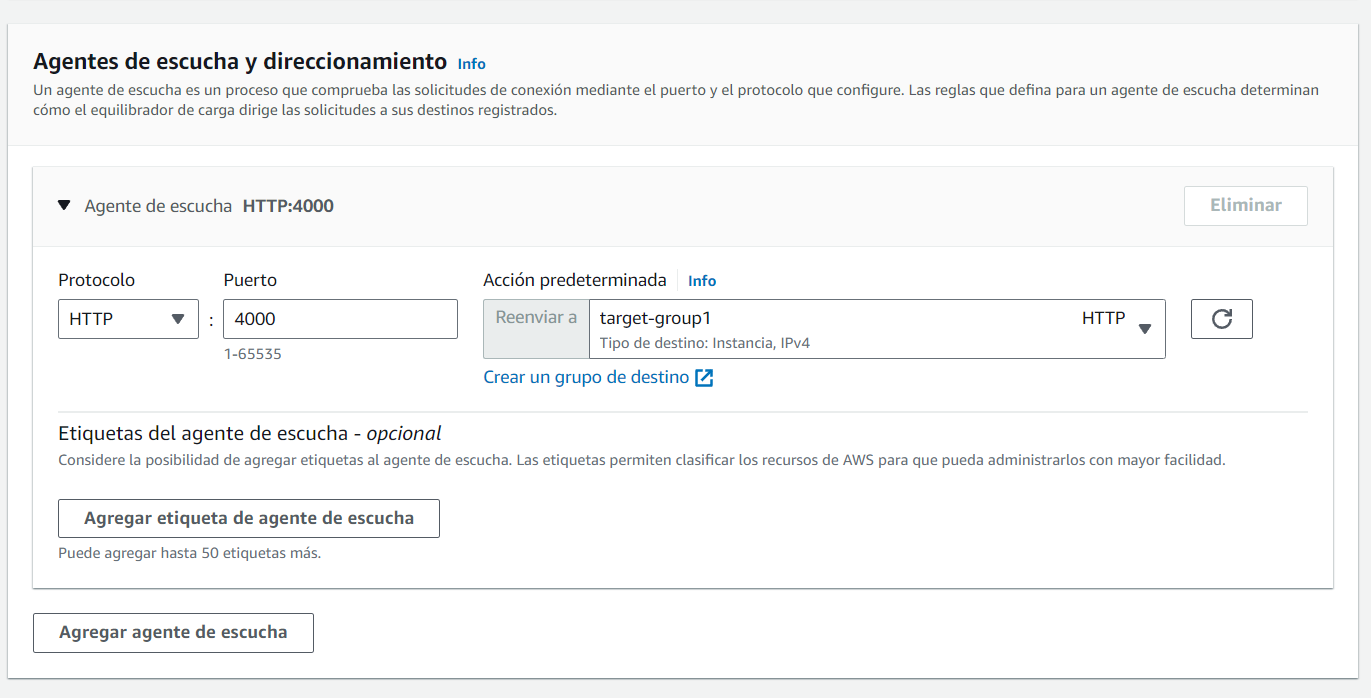 Agentes de escucha y direccionamiento Info
Un agente de escucha es un proceso que comprueba las solicitudes de conexión mediante el puerto y el protocolo que configure. Las reglas que defina para un agente de escucha determinan
cómo el equilibrador de carga dirige las solicitudes a sus destinos registrados.
Agente de escucha HTTP:4000
Eliminar
Protocolo
Puerto
Acción predeterminada Info
HTTP
:
4000
1-65535
Reenviar a
target-group1
HTTP
Tipo de destino: Instancia, IPv4
Crear un grupo de destino
Etiquetas del agente de escucha - opcional
Considere la posibilidad de agregar etiquetas al agente de escucha. Las etiquetas permiten clasificar los recursos de AWS para que pueda administrarlos con mayor facilidad.
Agregar etiqueta de agente de escucha
Puede agregar hasta 50 etiquetas más.
Agregar agente de escucha